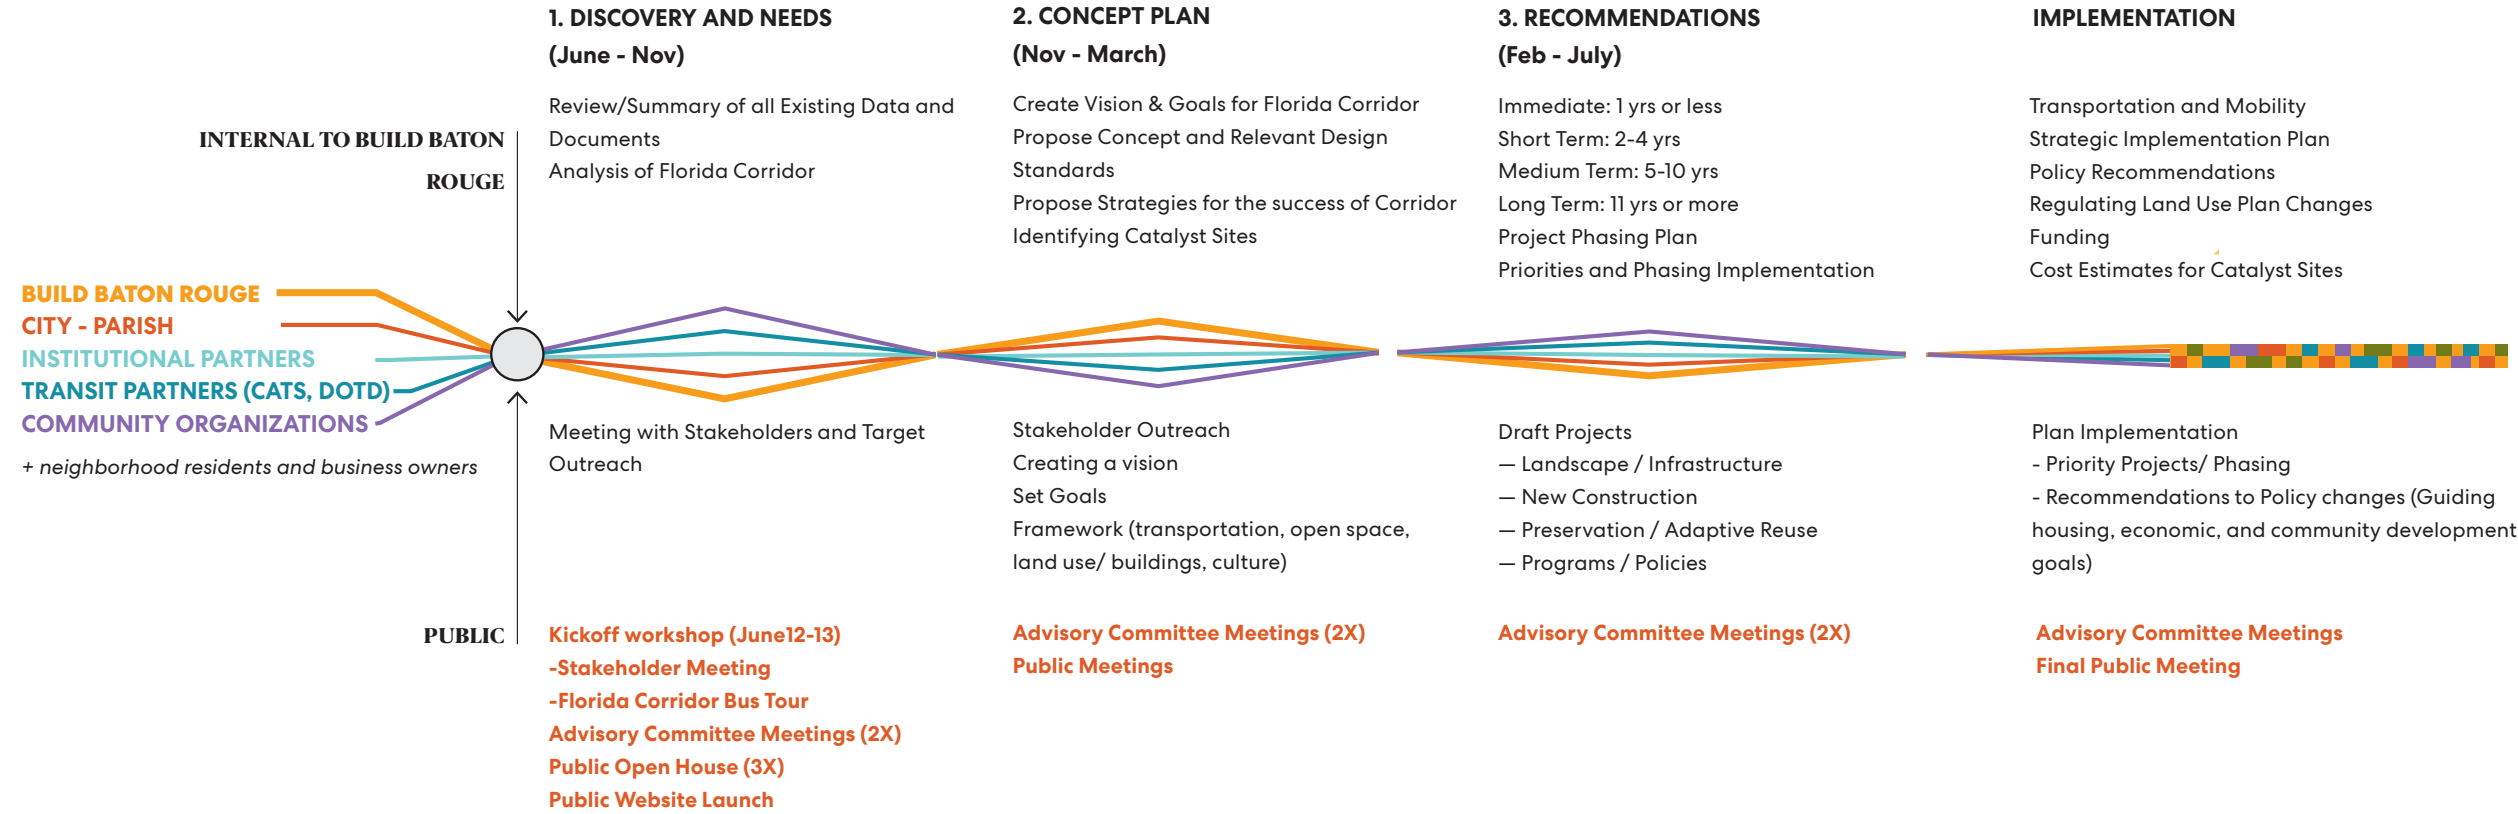 1. DISCOVERY AND NEEDS
(June - Nov)
Review/Summary of all Existing Data and
Documents
Analysis of Florida Corridor
2. CONCEPT PLAN
(Nov - March)
Create Vision & Goals for Florida Corridor
Propose Concept and Relevant Design
Standards
Propose Strategies for the success of Corridor
Identifying Catalyst Sites
3. RECOMMENDATIONS
(Feb - July)
Immediate: 1 yrs or less
Short Term: 2-4 yrs
Medium Term: 5-10 yrs
Long Term: 11 yrs or more
Project Phasing Plan
Priorities and Phasing Implementation
IMPLEMENTATION
Transportation and Mobility
Strategic Implementation Plan
Policy Recommendations
Regulating Land Use Plan Changes
Funding
Cost Estimates for Catalyst Sites
INTERNAL TO BUILD BATON
ROUGE
BUILD BATON ROUGE
CITY - PARISH
INSTITUTIONAL PARTNERS
TRANSIT PARTNERS (CATS, DOTD)
COMMUNITY ORGANIZATIONS
+ neighborhood residents and business owners
PUBLIC
Meeting with Stakeholders and Target
Outreach
Kickoff workshop (June12-13)
-Stakeholder Meeting
-Florida Corridor Bus Tour
Advisory Committee Meetings (2X)
Public Open House (3X)
Public Website Launch
Stakeholder Outreach
Creating a vision
Set Goals
Framework (transportation, open space,
land use/ buildings, culture)
Advisory Committee Meetings (2X)
Public Meetings
Draft Projects
— Landscape / Infrastructure
— New Construction
— Preservation / Adaptive Reuse
— Programs / Policies
Advisory Committee Meetings (2X)
Plan Implementation
- Priority Projects/ Phasing
- Recommendations to Policy changes (Guiding
housing, economic, and community development
goals)
Advisory Committee Meetings
Final Public Meeting